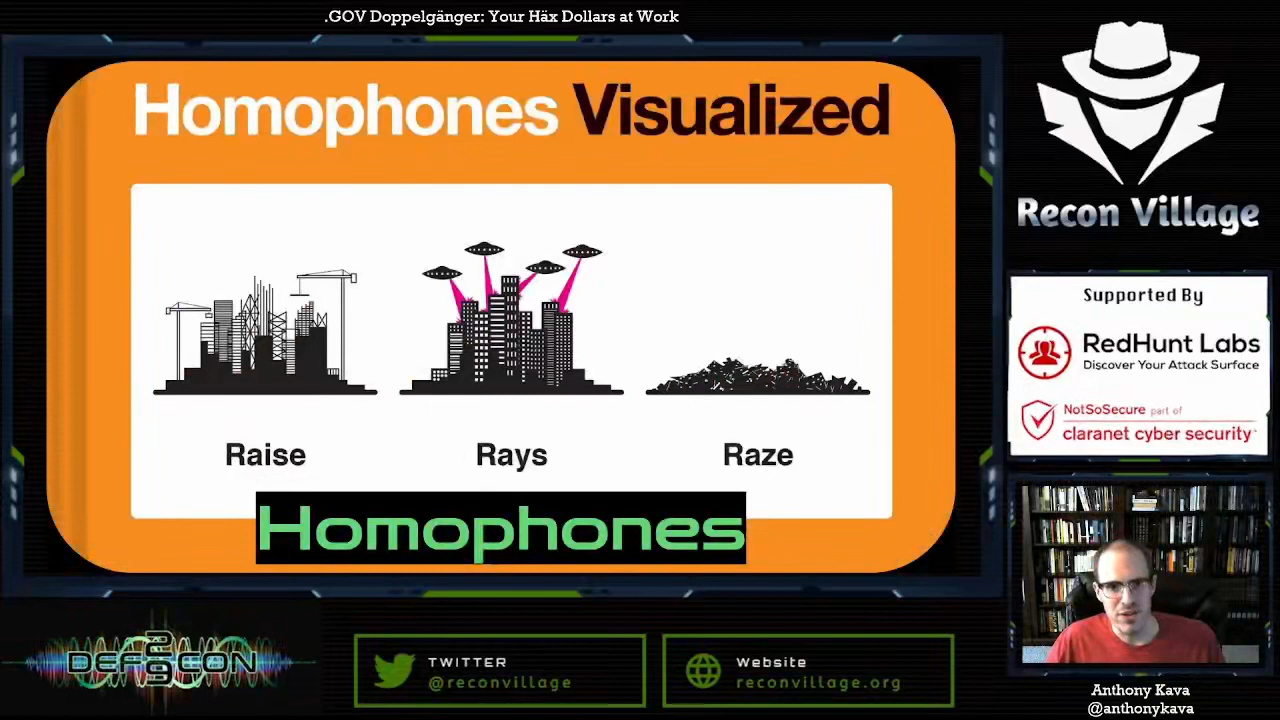 .GOV Doppelgänger: Your Häx Dollars at Work
Homophones Visualized
Raise
Rays
Raze
Homophones
Recon Village
Supported By
RedHunt Labs
Discover Your Attack Surface
NotSoSecure part of
claranet cyber security
DEF CON
29
TWITTER
@reconvillage
Website
reconvillage.org
Anthony Kava
@anthonykava